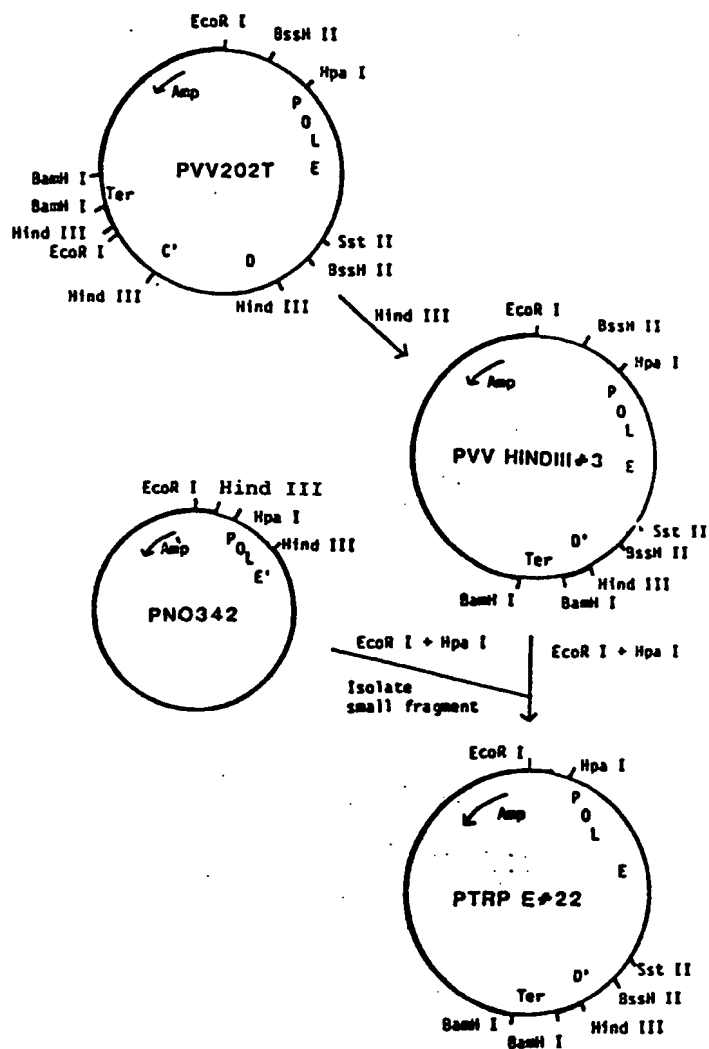 EcoR I
BssH II
Hpa I
Amp
P
O
L
E
PVV202T
BamH I
Ter
BamH I
Hind III
EcoR I
C'
D
Sst II
BssH II
Hind III
Hind III
Hind III
EcoR I
BssH II
Hpa I
Amp
P
O
L
E
PVV HINDIII#3
Sst II
BssH II
D'
Ter
Hind III
BamH I
BamH I
EcoR I
Hind III
Hpa I
Amp
P
O
L
Hind III
E'
PNO342
EcoR I + Hpa I
EcoR I + Hpa I
Isolate
small fragment
EcoR I
Hpa I
Amp
P
O
L
E
PTRP E#22
Sst II
D'
BssH II
Ter
Hind III
BamH I
BamH I